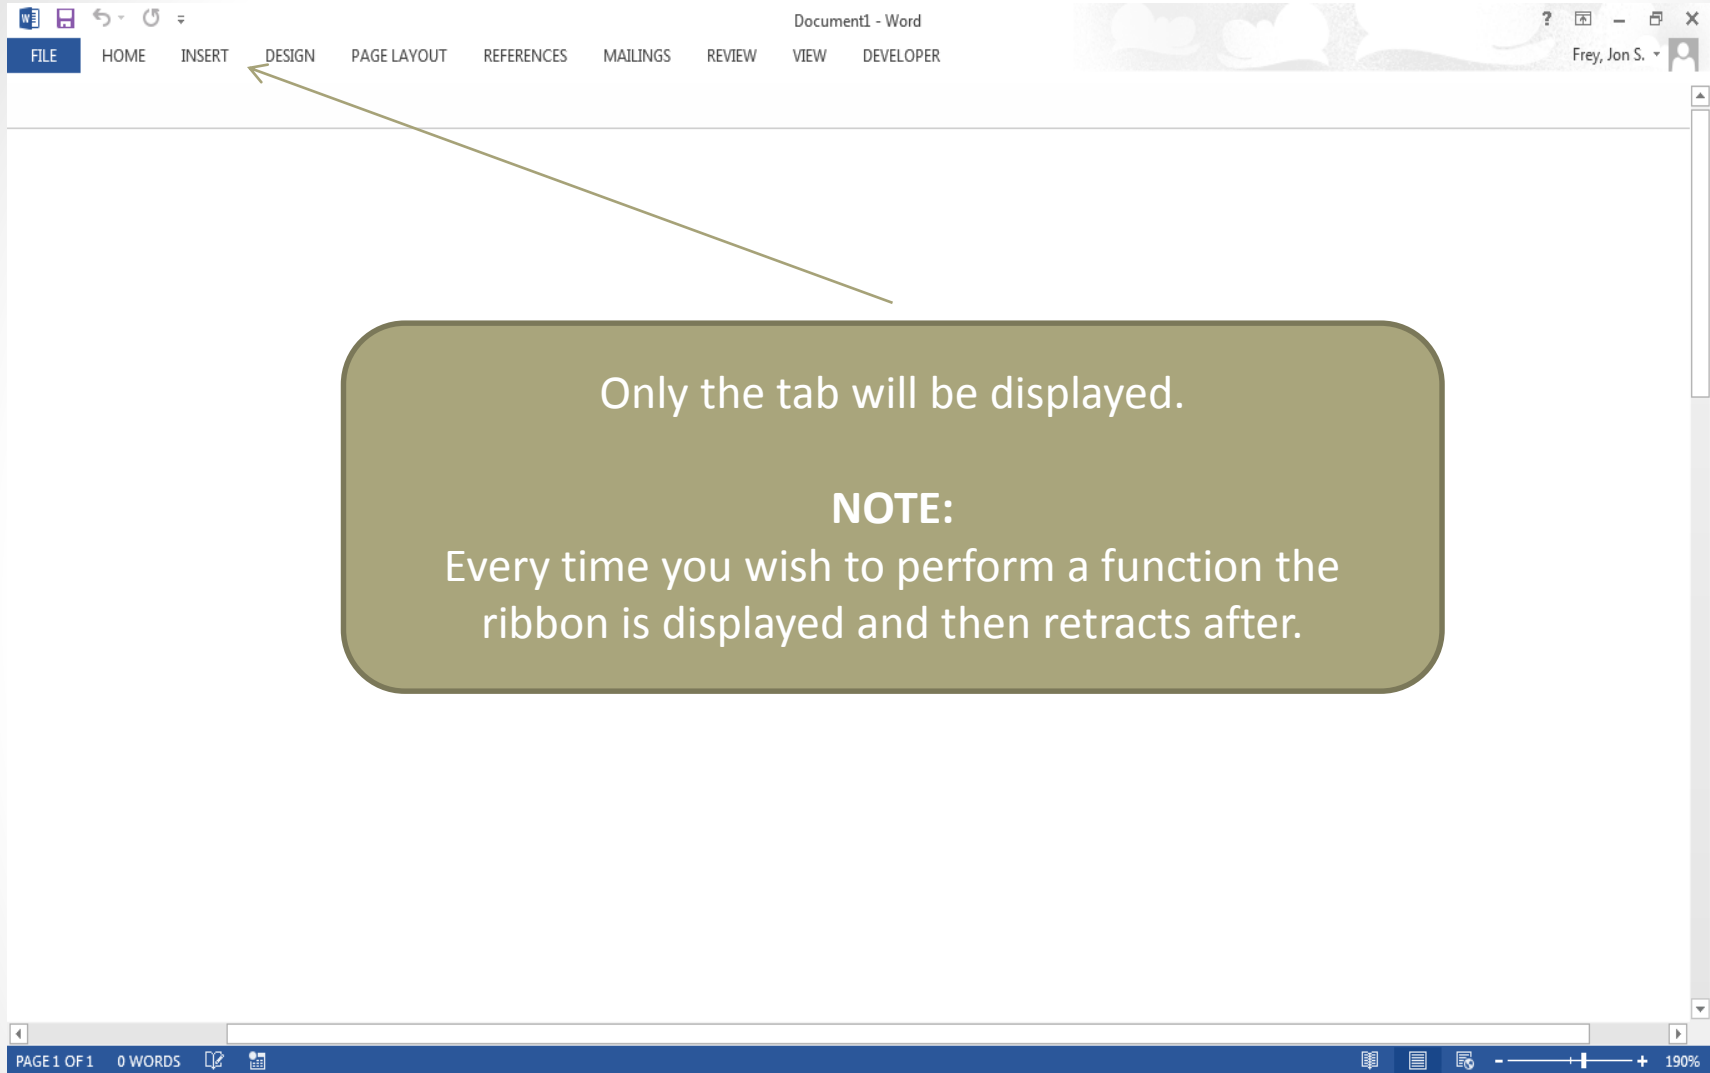 Document1 - Word
?
FILE HOME INSERT DESIGN PAGE LAYOUT REFERENCES MAILINGS REVIEW VIEW DEVELOPER Frey, Jon S.
Only the tab will be displayed.
NOTE:
Every time you wish to perform a function the
ribbon is displayed and then retracts after.
PAGE 1 OF 1 0 WORDS 190%